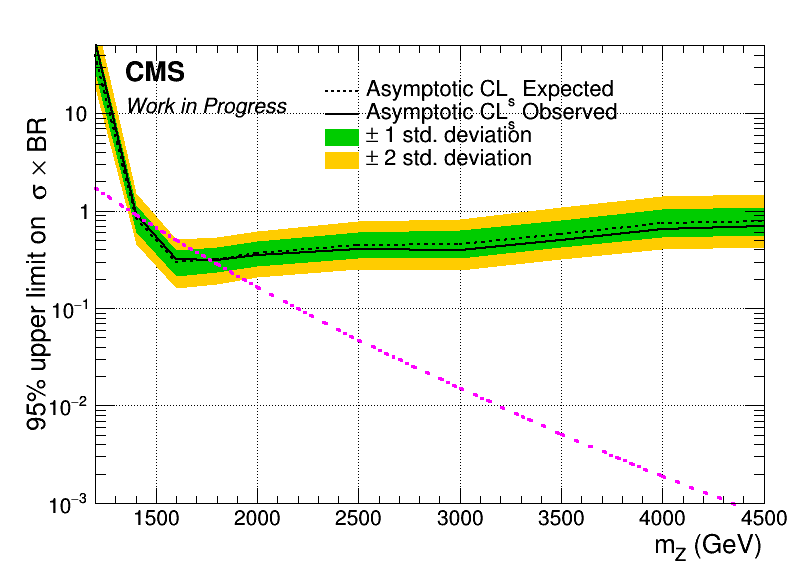 CMS
Work in Progress
Asymptotic CLs Expected
Asymptotic CLs Observed
± 1 std. deviation
± 2 std. deviation
95% upper limit on σ × BR
10
1
10⁻¹
10⁻²
10⁻³
1500 2000 2500 3000 3500 4000 4500
m_Z (GeV)